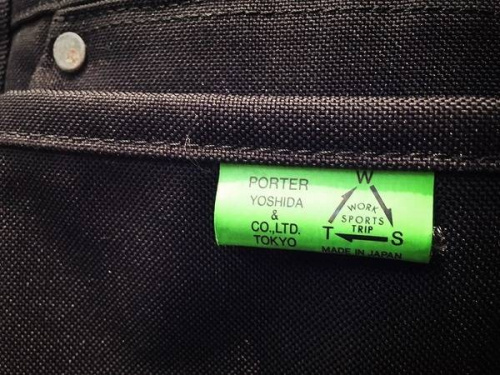 PORTER
YOSHIDA
&
CO.,LTD.
TOKYO
W
WORK
SPORTS
TRIP
T S
MADE IN JAPAN